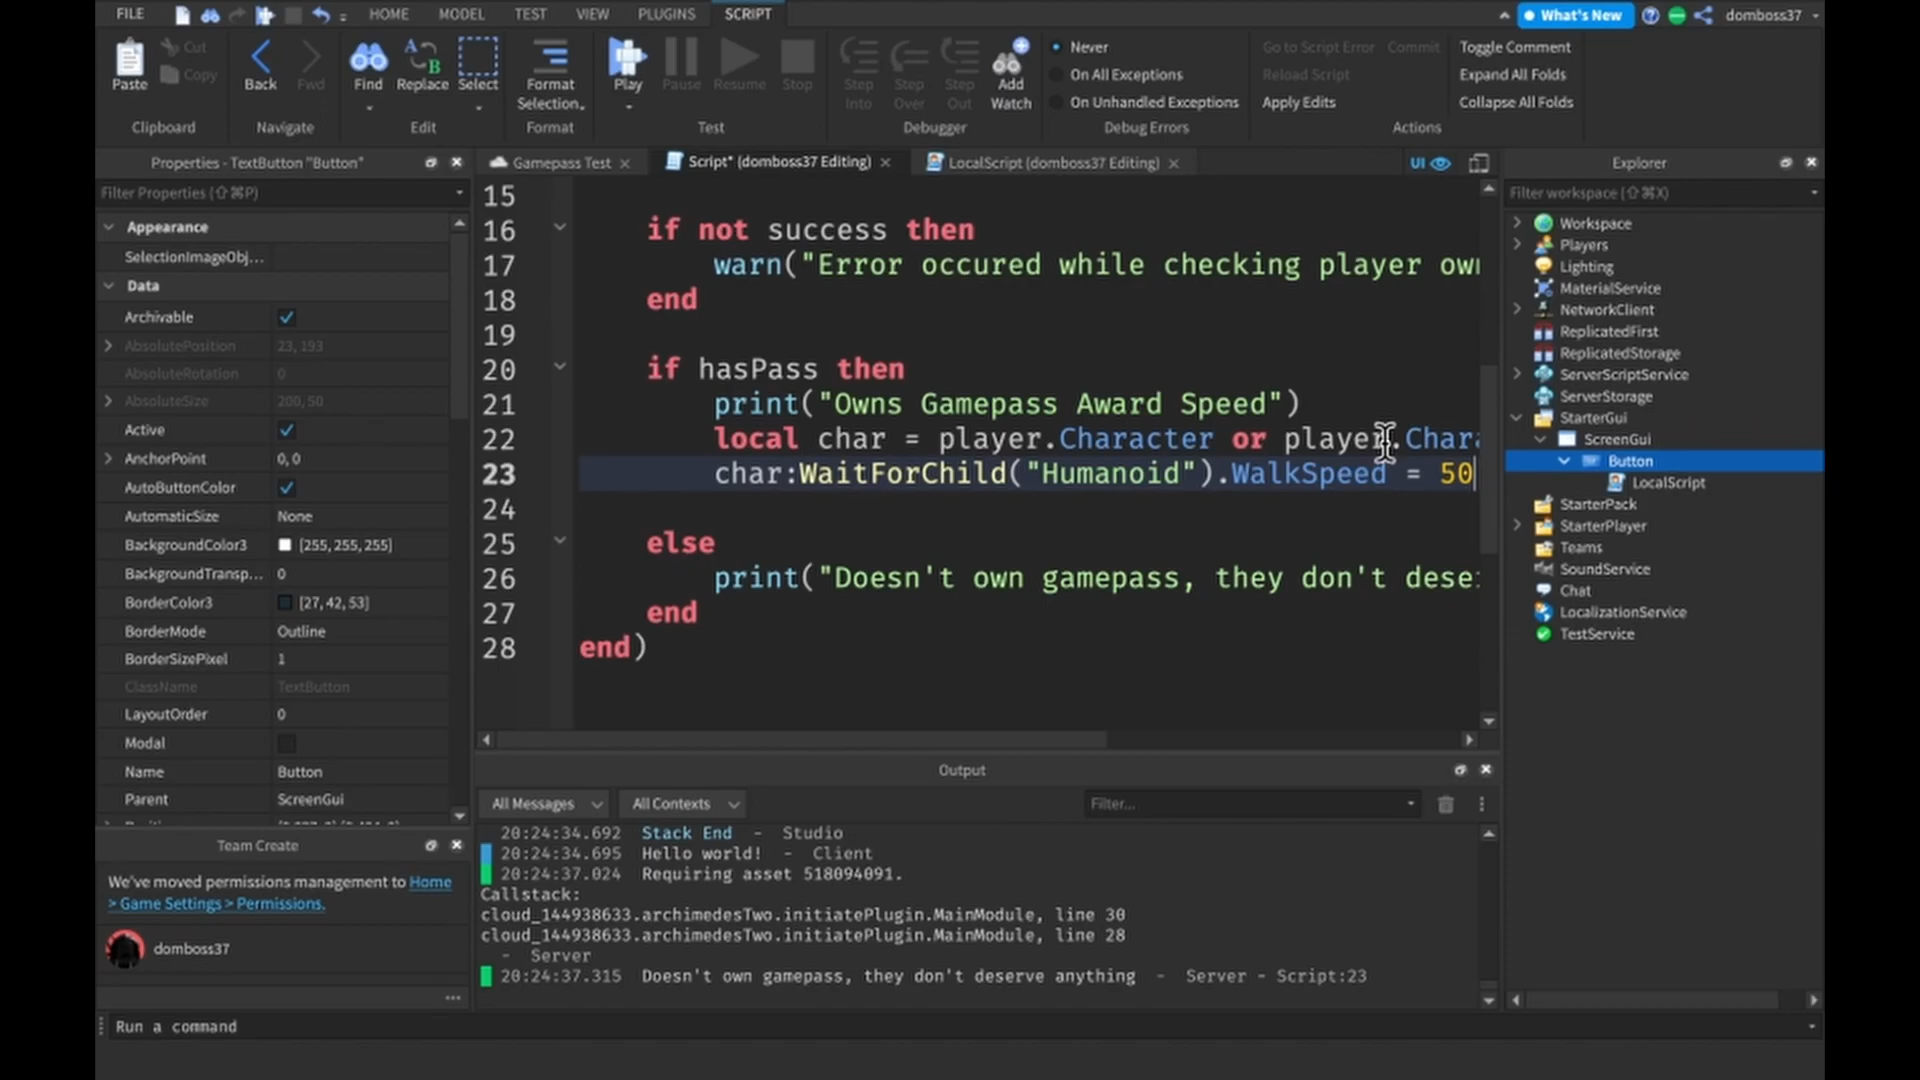 FILE HOME MODEL TEST VIEW PLUGINS SCRIPT What's New domboss37
Paste Cut Copy Clipboard
Back Fwd Navigate
Find Replace Select Edit
Format Selection Format
Play Pause Resume Stop Test
Step Into Step Over Step Out Add Watch Debugger
Never
On All Exceptions
On Unhandled Exceptions
Debug Errors
Go to Script Error Commit Toggle Comment
Reload Script Expand All Folds
Apply Edits Collapse All Folds
Actions
Properties - TextButton "Button"
Filter Properties (⇧⌘P)
Appearance
SelectionImageObj...
Data
Archivable
AbsolutePosition 23, 193
AbsoluteRotation 0
AbsoluteSize 200, 50
Active
AnchorPoint 0, 0
AutoButtonColor
AutomaticSize None
BackgroundColor3 [255, 255, 255]
BackgroundTransp... 0
BorderColor3 [27, 42, 53]
BorderMode Outline
BorderSizePixel 1
ClassName TextButton
LayoutOrder 0
Modal
Name Button
Parent ScreenGui
Team Create
We've moved permissions management to Home
> Game Settings > Permissions.
domboss37
Gamepass Test Script* (domboss37 Editing) LocalScript (domboss37 Editing) UI
15
16 if not success then
17 warn("Error occured while checking player
18 end
19
20 if hasPass then
21 print("Owns Gamepass Award Speed")
22 local char = player.Character or player.Chara
23 char:WaitForChild("Humanoid").WalkSpeed = 50
24
25 else
26 print("Doesn't own gamepass, they don't dese
27 end
28 end)
Output
All Messages All Contexts Filter...
20:24:34.692 Stack End - Studio
20:24:34.695 Hello world! - Client
20:24:37.024 Requiring asset 518094091.
Callstack:
cloud_144938633.archimedesTwo.initiatePlugin.MainModule, line 30
cloud_144938633.archimedesTwo.initiatePlugin.MainModule, line 28
- Server
20:24:37.315 Doesn't own gamepass, they don't deserve anything - Server - Script:23
Explorer
Filter workspace (⇧⌘X)
Workspace
Players
Lighting
MaterialService
NetworkClient
ReplicatedFirst
ReplicatedStorage
ServerScriptService
ServerStorage
StarterGui
ScreenGui
Button
LocalScript
StarterPack
StarterPlayer
Teams
SoundService
Chat
LocalizationService
TestService
Run a command